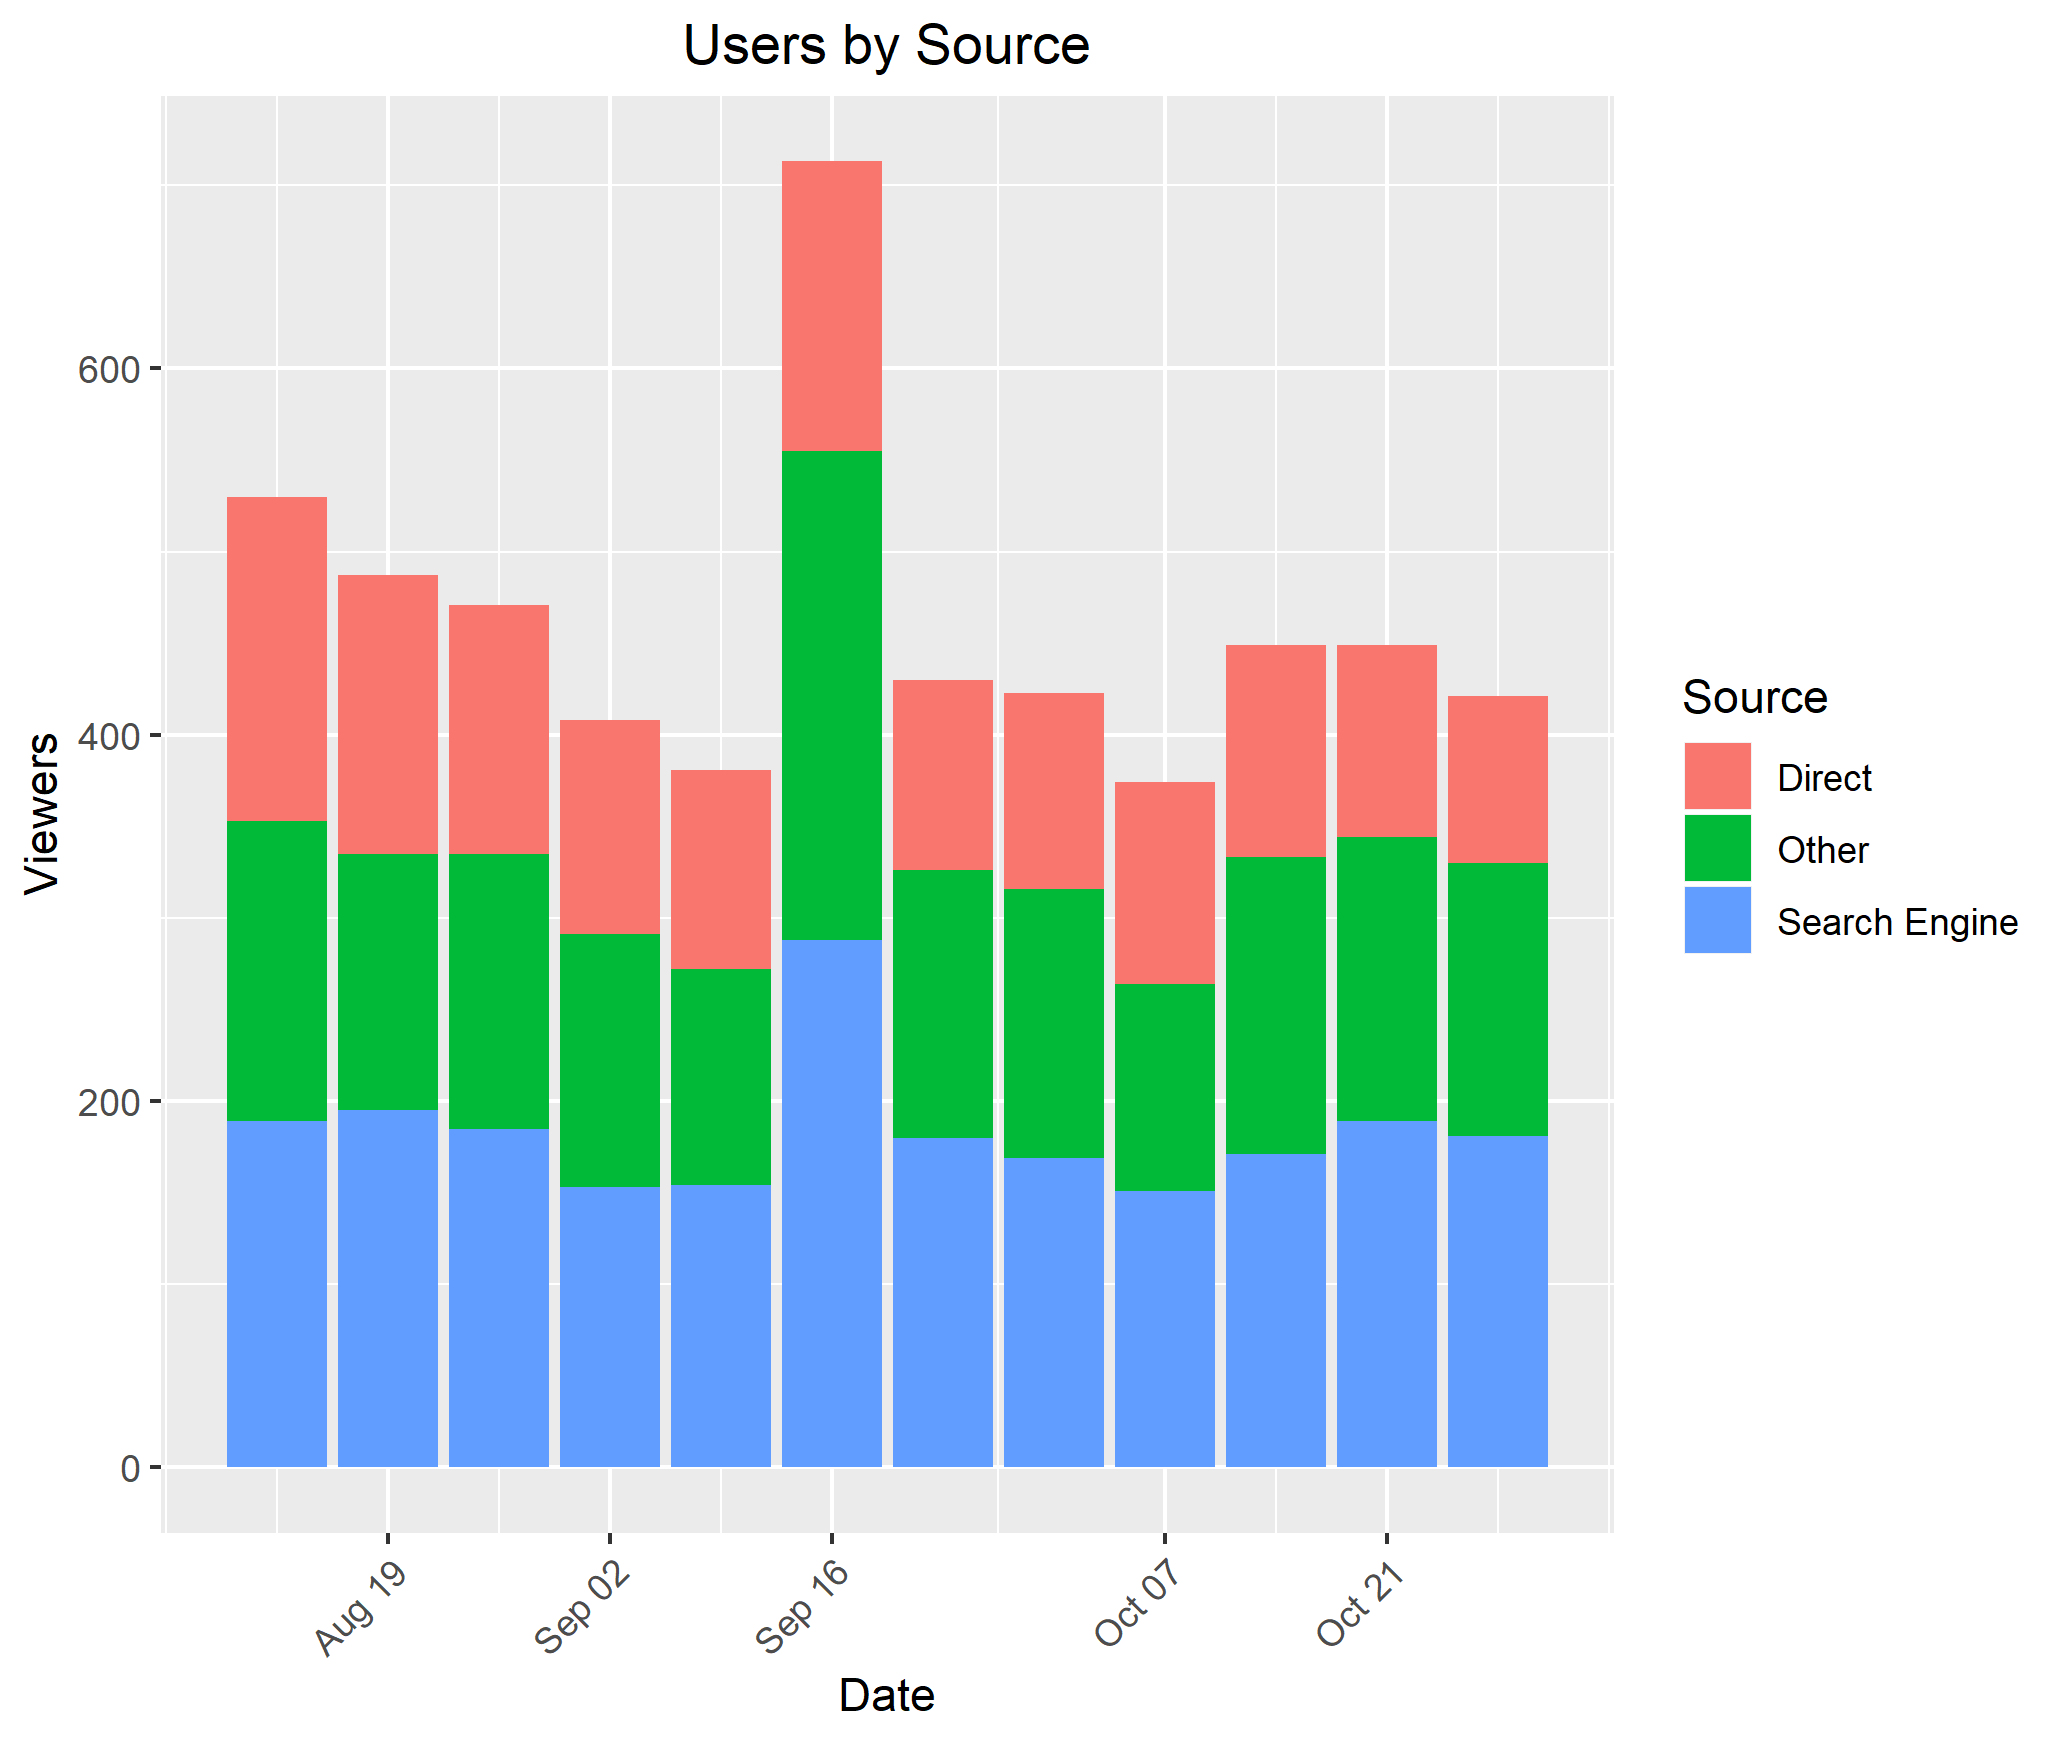 Users by Source
Viewers
600
400
200
0
Aug 19
Sep 02
Sep 16
Oct 07
Oct 21
Date
Source
Direct
Other
Search Engine